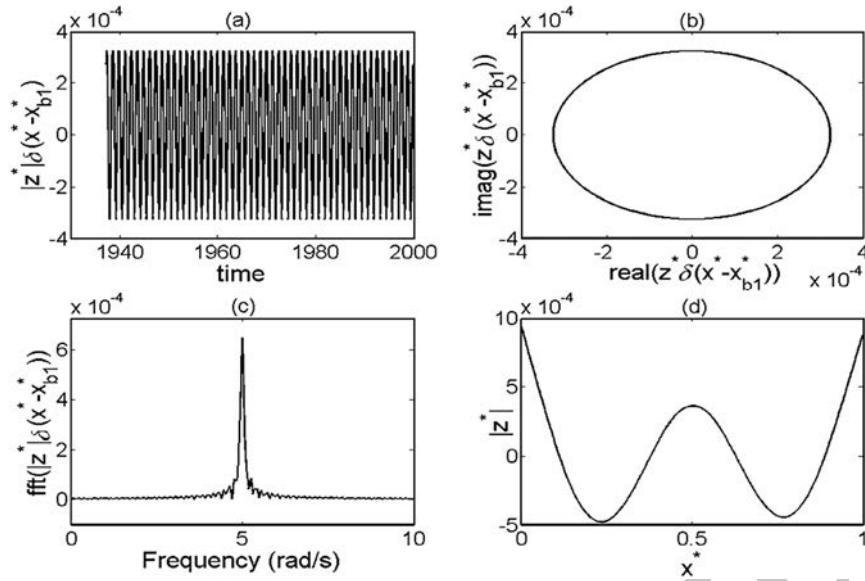 (a)
x 10^-4
4
2
0
-2
-4
|z*|δ(x*-x*b1)
1940 1960 1980 2000
time
(b)
x 10^-4
4
2
0
-2
-4
imag(z*δ(x*-x*b1))
-4 -2 0 2 4
real(z*δ(x*-x*b1))
x 10^-4
(c)
x 10^-4
6
4
2
0
fft(|z*|δ(x*-x*b1))
0 5 10
Frequency (rad/s)
(d)
x 10^-4
10
5
0
-5
|z*|
0 0.5 1
x*